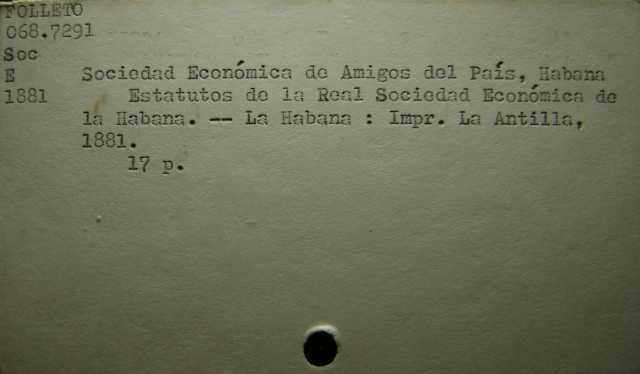 FOLLETO
068.7291
Soc
E Sociedad Económica de Amigos del País, Habana
1881 Estatutos de la Real Sociedad Económica de
la Habana. -- La Habana : Impr. La Antilla,
1881.
17 p.